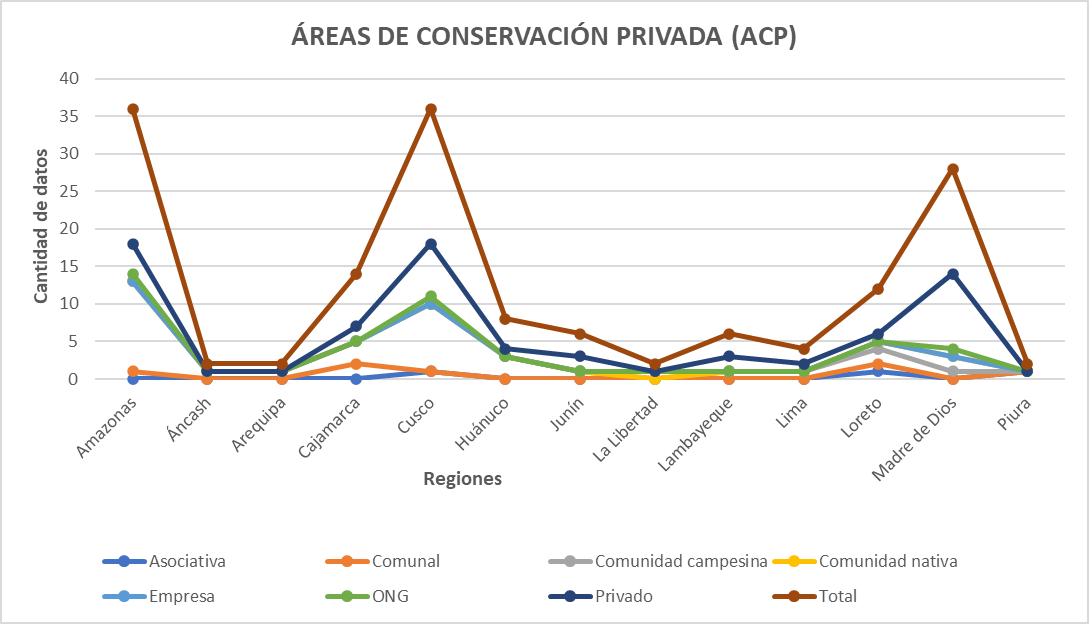 ÁREAS DE CONSERVACIÓN PRIVADA (ACP)
Cantidad de datos
40
35
30
25
20
15
10
5
0
Amazonas
Áncash
Arequipa
Cajamarca
Cusco
Huánuco
Junín
La Libertad
Lambayeque
Lima
Loreto
Madre de Dios
Piura
Regiones
Asociativa
Comunal
Comunidad campesina
Comunidad nativa
Empresa
ONG
Privado
Total